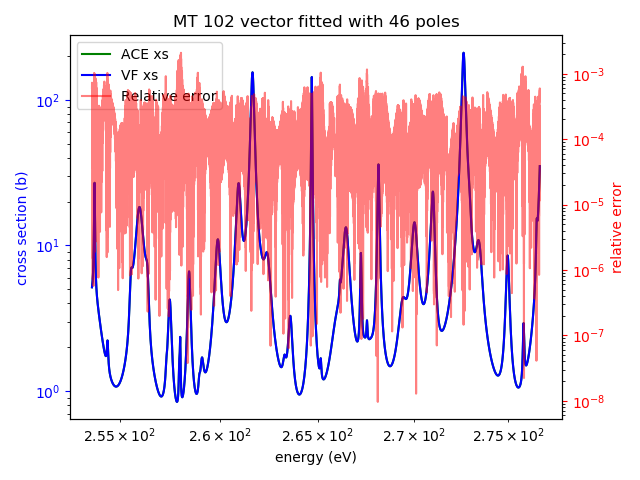 MT 102 vector fitted with 46 poles
ACE xs
VF xs
Relative error
cross section (b)
10²
10¹
10⁰
10⁻³
10⁻⁴
10⁻⁵
10⁻⁶
10⁻⁷
10⁻⁸
relative error
2.55×10² 2.6×10² 2.65×10² 2.7×10² 2.75×10²
energy (eV)